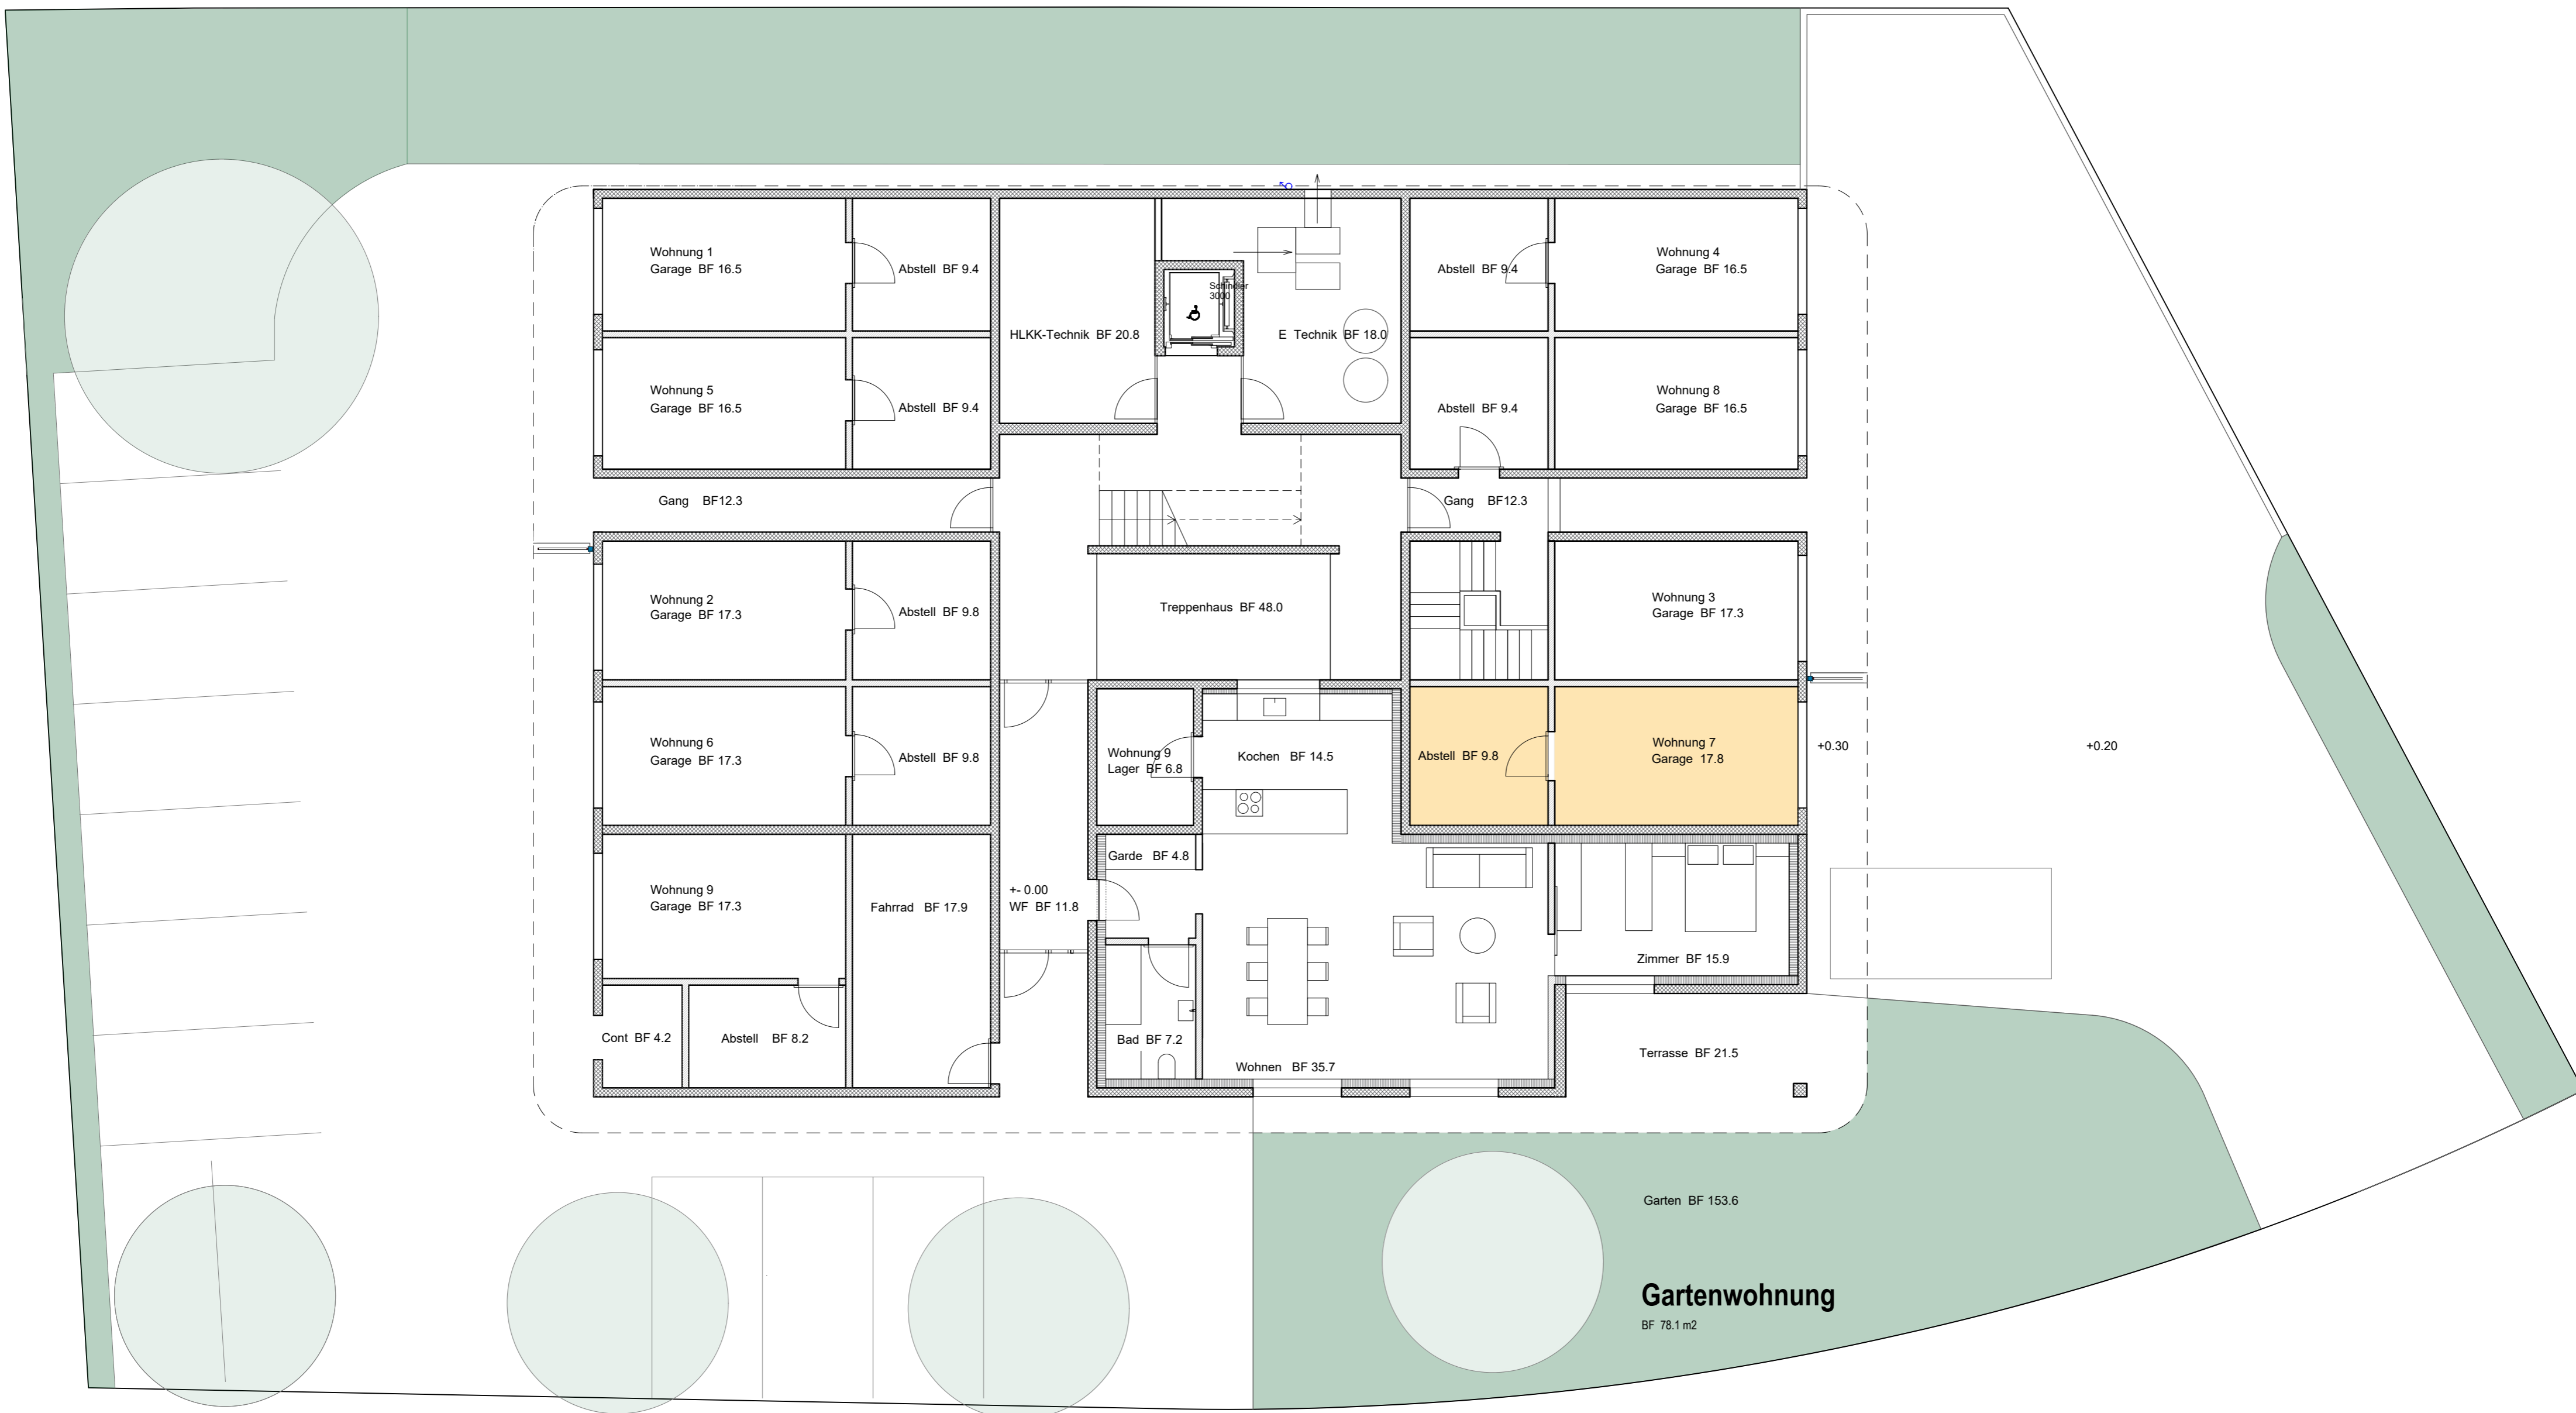 Wohnung 1
Garage BF 16.5
Abstell BF 9.4
HLKK-Technik BF 20.8
Schindler
3000
E Technik BF 18.0
Abstell BF 9.4
Wohnung 4
Garage BF 16.5
Wohnung 5
Garage BF 16.5
Abstell BF 9.4
Abstell BF 9.4
Wohnung 8
Garage BF 16.5
Gang BF12.3
Gang BF12.3
Wohnung 2
Garage BF 17.3
Abstell BF 9.8
Treppenhaus BF 48.0
Wohnung 3
Garage BF 17.3
Wohnung 6
Garage BF 17.3
Abstell BF 9.8
Wohnung 9
Lager BF 6.8
Kochen BF 14.5
Abstell BF 9.8
Wohnung 7
Garage 17.8
+0.30
+0.20
Wohnung 9
Garage BF 17.3
Fahrrad BF 17.9
+- 0.00
WF BF 11.8
Garde BF 4.8
Zimmer BF 15.9
Cont BF 4.2
Abstell BF 8.2
Bad BF 7.2
Wohnen BF 35.7
Terrasse BF 21.5
Garten BF 153.6
Gartenwohnung
BF 78.1 m2